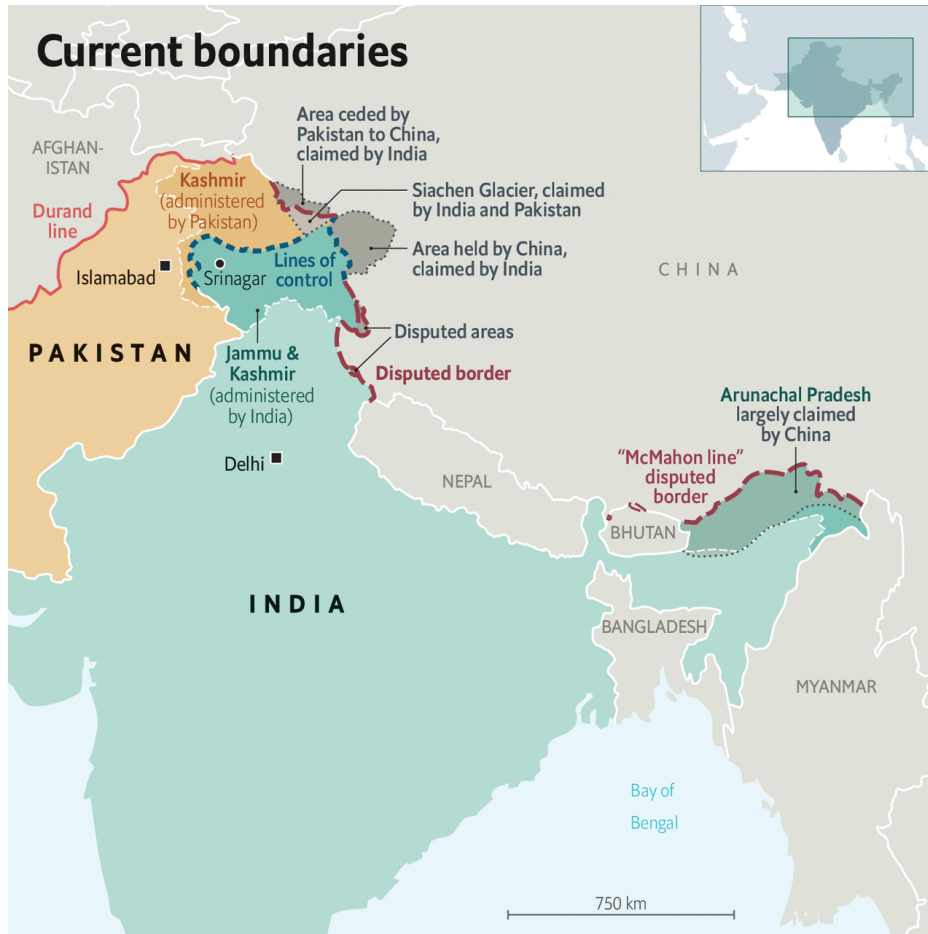 Current boundaries
Area ceded by
Pakistan to China,
claimed by India
AFGHAN-
ISTAN
Kashmir
(administered
by Pakistan)
Siachen Glacier, claimed
by India and Pakistan
Durand
line
Area held by China,
claimed by India
Lines of
control
Islamabad
Srinagar
CHINA
Disputed areas
PAKISTAN
Jammu &
Kashmir
(administered
by India)
Disputed border
Arunachal Pradesh
largely claimed
by China
Delhi
“McMahon line”
disputed
border
NEPAL
BHUTAN
INDIA
BANGLADESH
MYANMAR
Bay of
Bengal
750 km